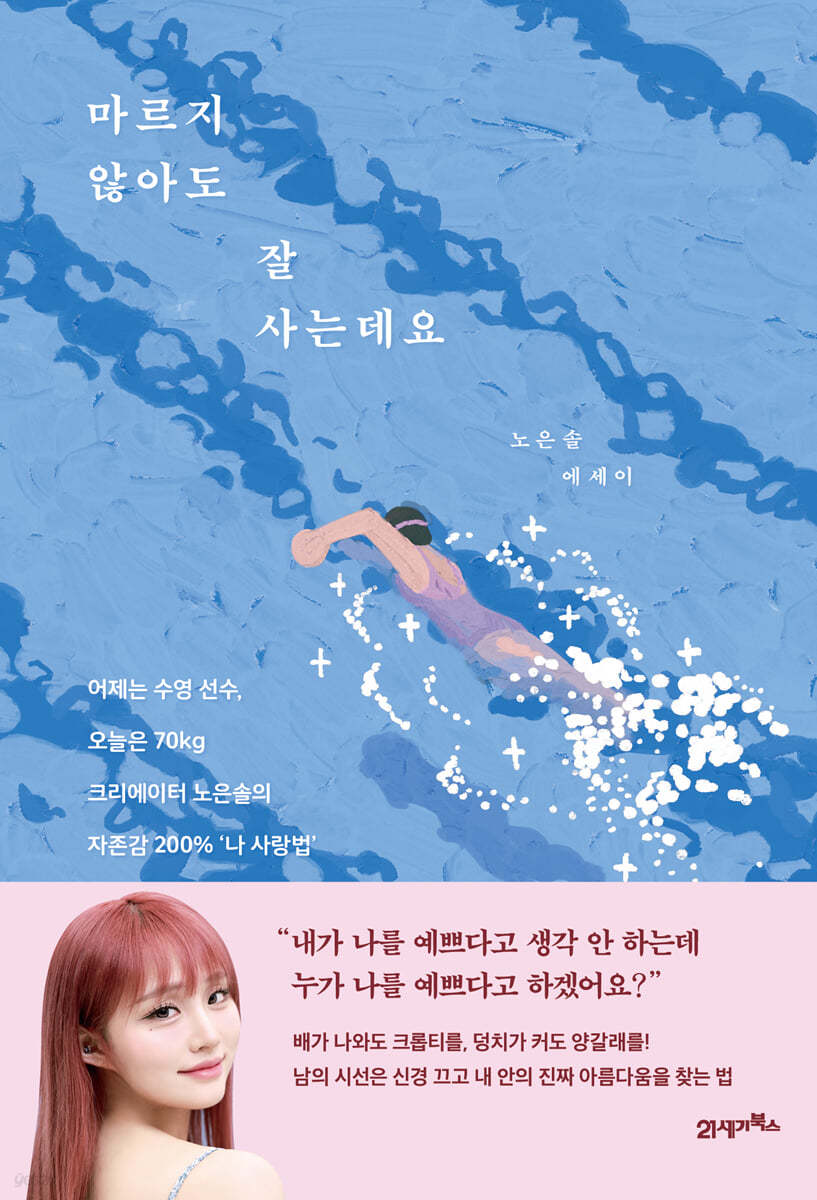 마르지
않아도
잘
사는데요
노은솔
에세이
어제는 수영 선수,
오늘은 70kg
크리에이터 노은솔의
자존감 200% ‘나 사랑법’
“내가 나를 예쁘다고 생각 안 하는데
누가 나를 예쁘다고 하겠어요?”
배가 나와도 크롭티를, 덩치가 커도 양갈래를!
남의 시선은 신경 끄고 내 안의 진짜 아름다움을 찾는 법
21세기북스